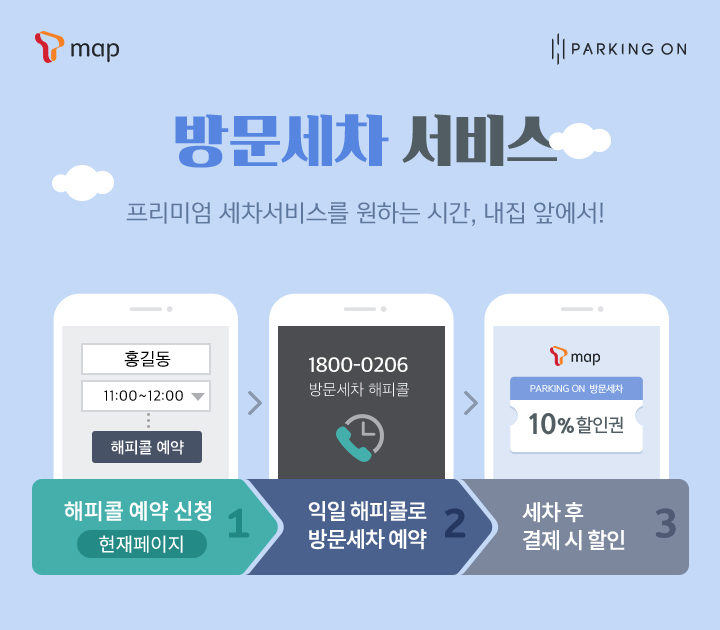 T map
PARKING ON
방문세차 서비스
프리미엄 세차서비스를 원하는 시간, 내집 앞에서!
홍길동
11:00~12:00
해피콜 예약
1800-0206
방문세차 해피콜
T map
PARKING ON 방문세차
10% 할인권
해피콜 예약 신청
현재페이지
1
익일 해피콜로
방문세차 예약
2
세차 후
결제 시 할인
3